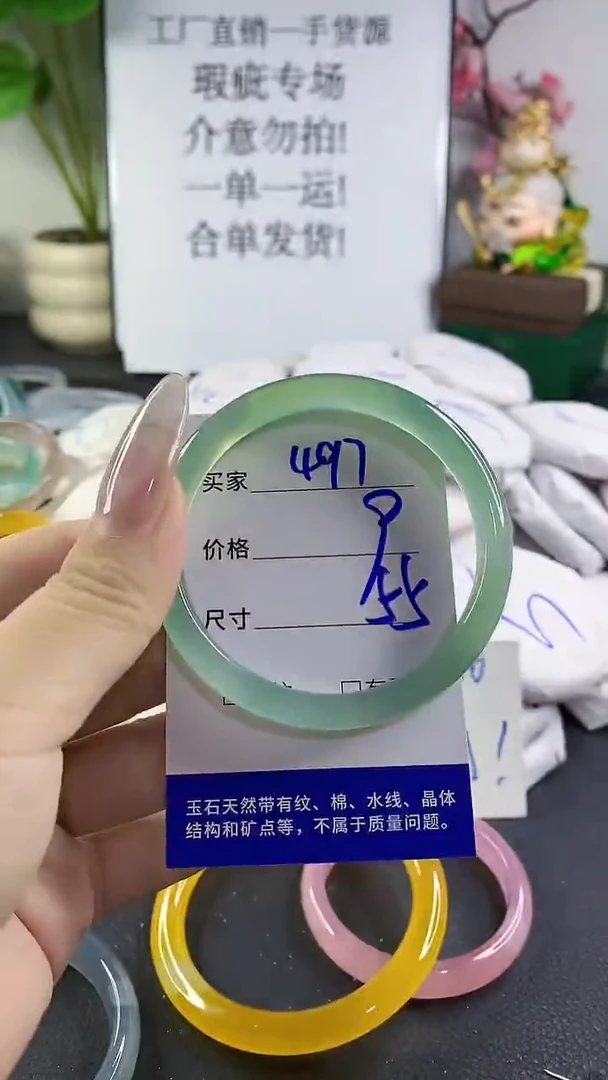 工厂直销一手货源
瑕疵专场
介意勿拍!
一单一运!
合单发货!
买家 497
价格
尺寸 55
玉石天然带有纹、棉、水线、晶体
结构和矿点等，不属于质量问题。